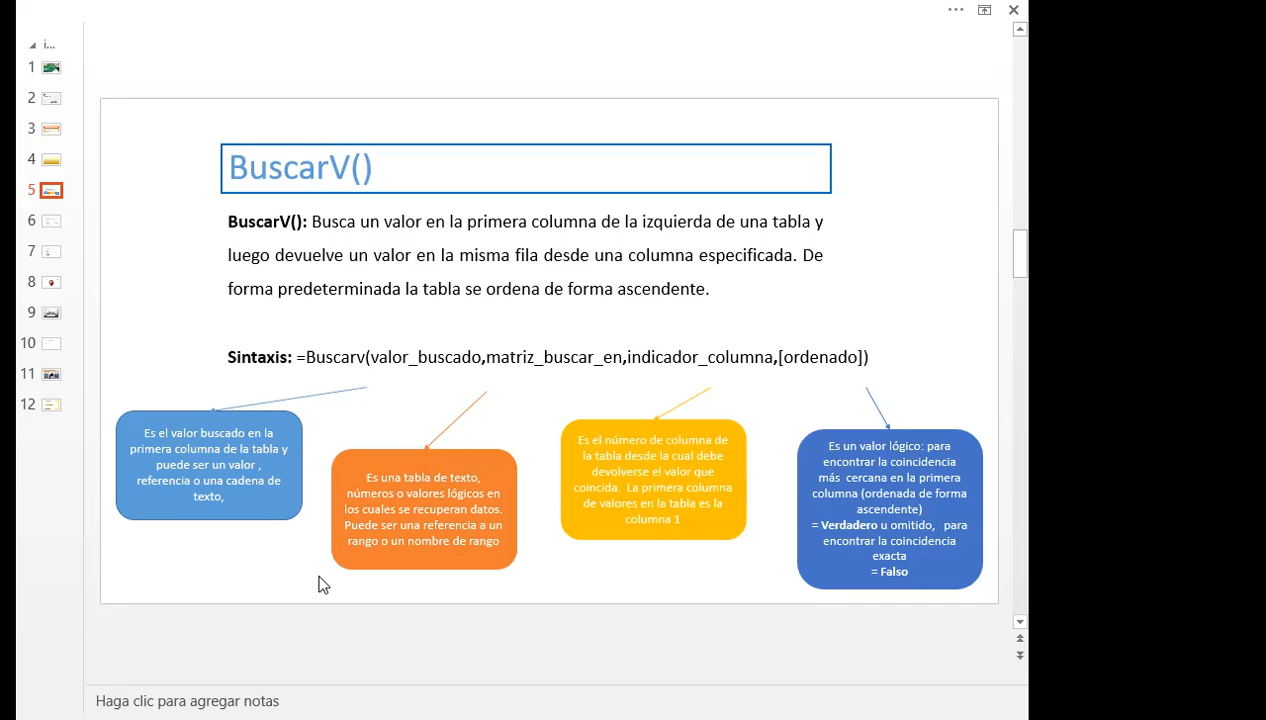 i...
1
2
3
4
5
6
7
8
9
10
11
12
BuscarV()
BuscarV(): Busca un valor en la primera columna de la izquierda de una tabla y
luego devuelve un valor en la misma fila desde una columna especificada. De
forma predeterminada la tabla se ordena de forma ascendente.
Sintaxis: =Buscarv(valor_buscado,matriz_buscar_en,indicador_columna,[ordenado])
Es el valor buscado en la
primera columna de la tabla y
puede ser un valor ,
referencia o una cadena de
texto,
Es una tabla de texto,
números o valores lógicos en
los cuales se recuperan datos.
Puede ser una referencia a un
rango o un nombre de rango
Es el número de columna de
la tabla desde la cual debe
devolverse el valor que
coincida. La primera columna
de valores en la tabla es la
columna 1
Es un valor lógico: para
encontrar la coincidencia
más cercana en la primera
columna (ordenada de forma
ascendente)
= Verdadero u omitido, para
encontrar la coincidencia
exacta
= Falso
Haga clic para agregar notas